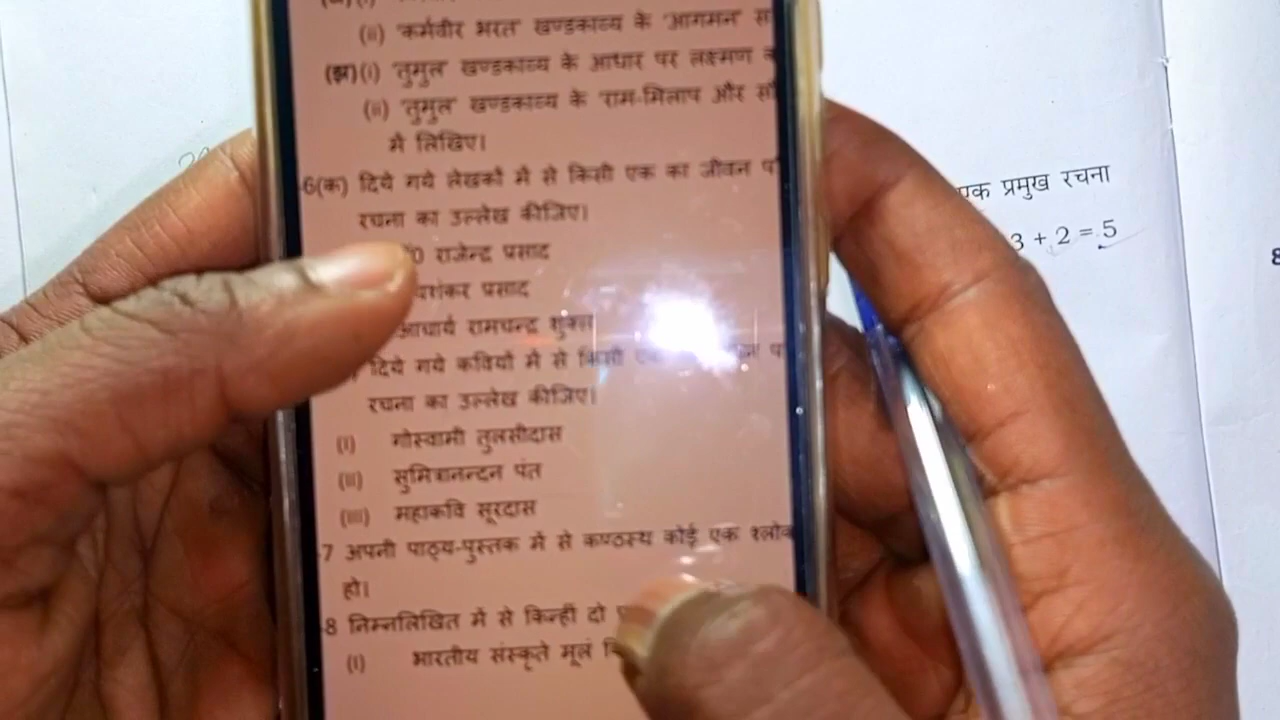 (ii) 'कर्मवीर भरत' खण्डकाव्य के 'आगमन'
(झ)(i) 'तुमुल' खण्डकाव्य के आधार पर लक्ष्मण
(ii) 'तुमुल' खण्डकाव्य के 'राम-मिलाप और
में लिखिए।
6(क) दिये गये लेखकों में से किसी एक का जीवन
रचना का उल्लेख कीजिए।
राजेन्द्र प्रसाद
प्रसाद
आचार्य रामचन्द्र शुक्ल
दिये गये कवियों में से किसी
रचना का उल्लेख कीजिए।
(i) गोस्वामी तुलसीदास
(ii) सुमित्रानन्दन पंत
(iii) महाकवि सूरदास
7 अपनी पाठ्य-पुस्तक में से कण्ठस्थ कोई एक श्लोक
हो।
8 निम्नलिखित में से किन्हीं दो
(i) भारतीय संस्कृते मूलं
एक प्रमुख रचना
3 + 2 = 5
8